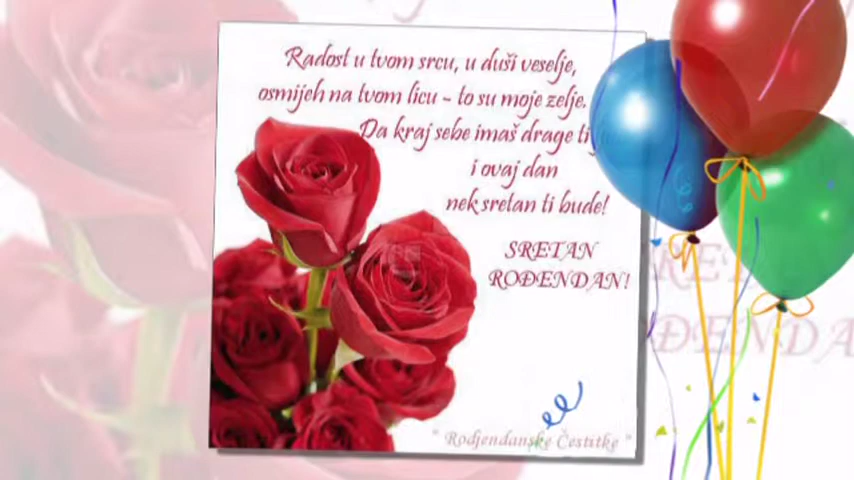 Radost u tvom srcu, u duši veselje,
osmijeh na tvom licu - to su moje zelje.
Da kraj sebe imaš drage ti
i ovaj dan
nek sretan ti bude!
SRETAN
ROĐENDAN!
" Rodjendanske Čestitke "